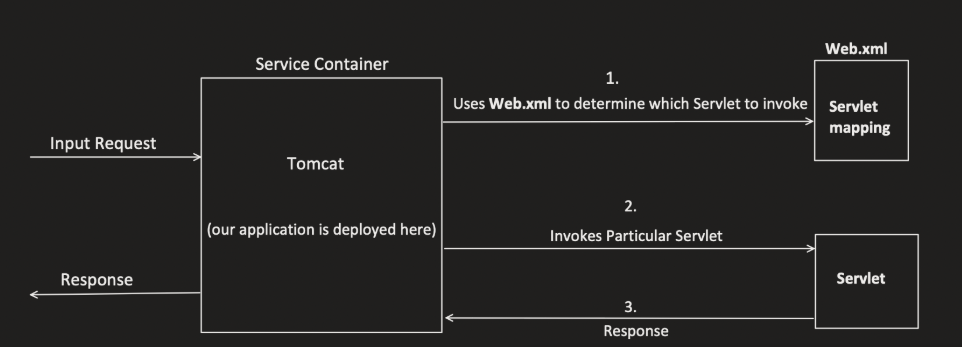 Web.xml
Service Container
1.
Uses Web.xml to determine which Servlet to invoke
Servlet
mapping
Input Request
Tomcat
(our application is deployed here)
2.
Invokes Particular Servlet
Response
Servlet
3.
Response